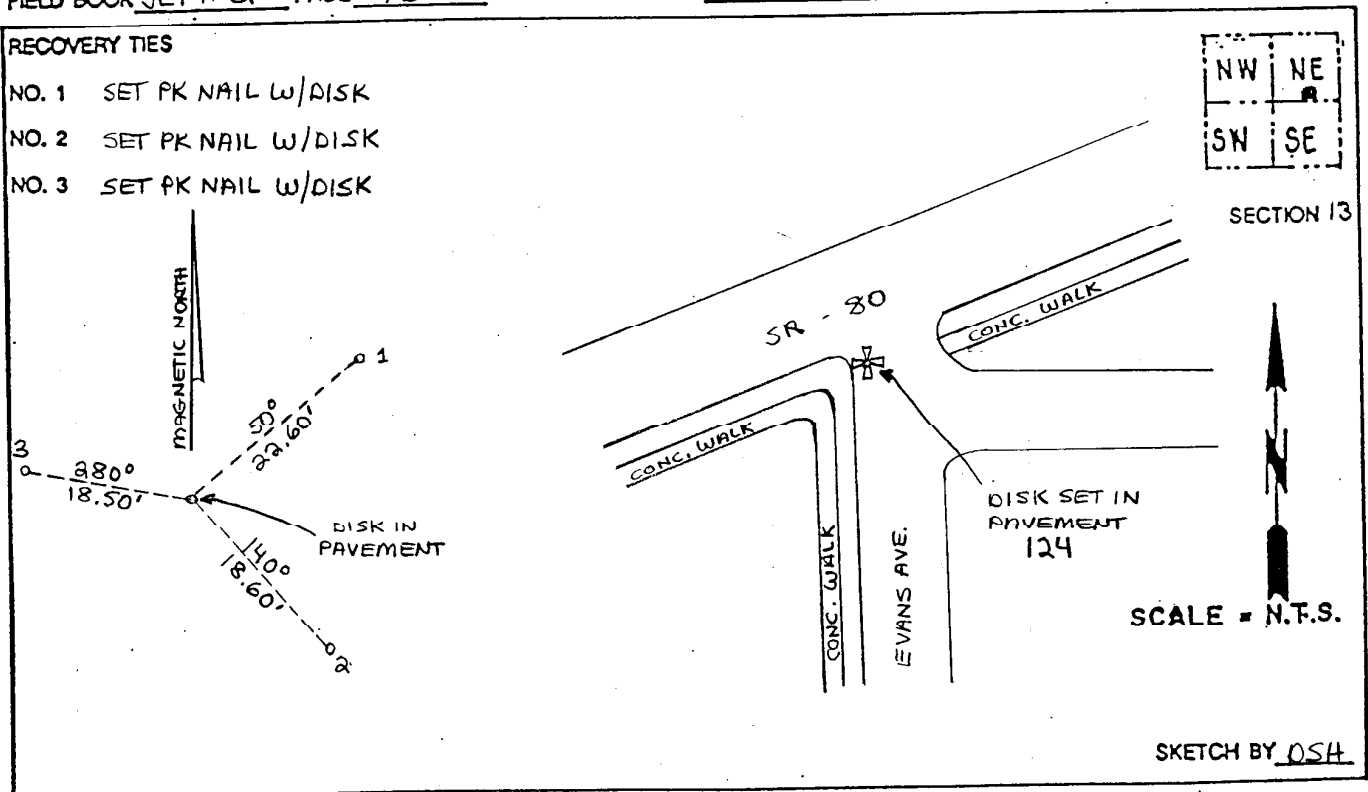 FIELD BOOK
RECOVERY TIES
NO. 1 SET PK NAIL W/DISK
NO. 2 SET PK NAIL W/DISK
NO. 3 SET PK NAIL W/DISK
NW NE
SW SE
SECTION 13
MAGNETIC NORTH
1
50°
22.60'
3
280°
18.50'
DISK IN
PAVEMENT
140°
18.60'
2
SR - 80
CONC. WALK
CONC. WALK
CONC. WALK
EVANS AVE.
DISK SET IN
PAVEMENT
124
N
SCALE = N.T.S.
SKETCH BY DSH